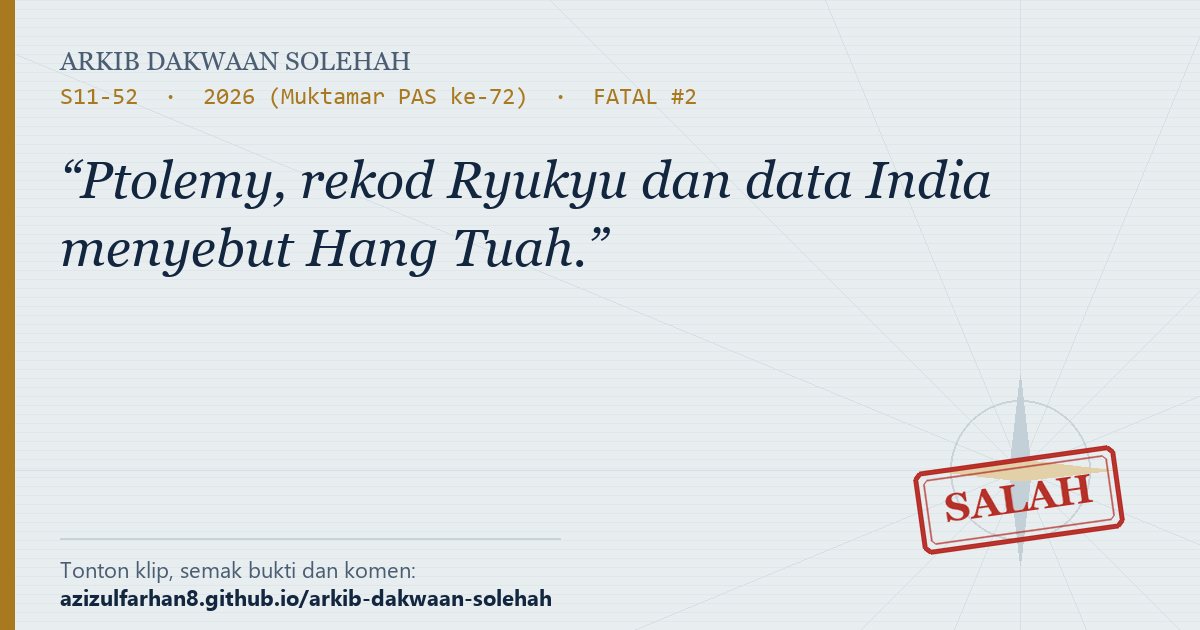 ARKIB DAKWAAN SOLEHAH
S11-52 · 2026 (Muktamar PAS ke-72) · FATAL #2
“Ptolemy, rekod Ryukyu dan data India
menyebut Hang Tuah.”
SALAH
Tonton klip, semak bukti dan komen:
azizulfarhan8.github.io/arkib-dakwaan-solehah